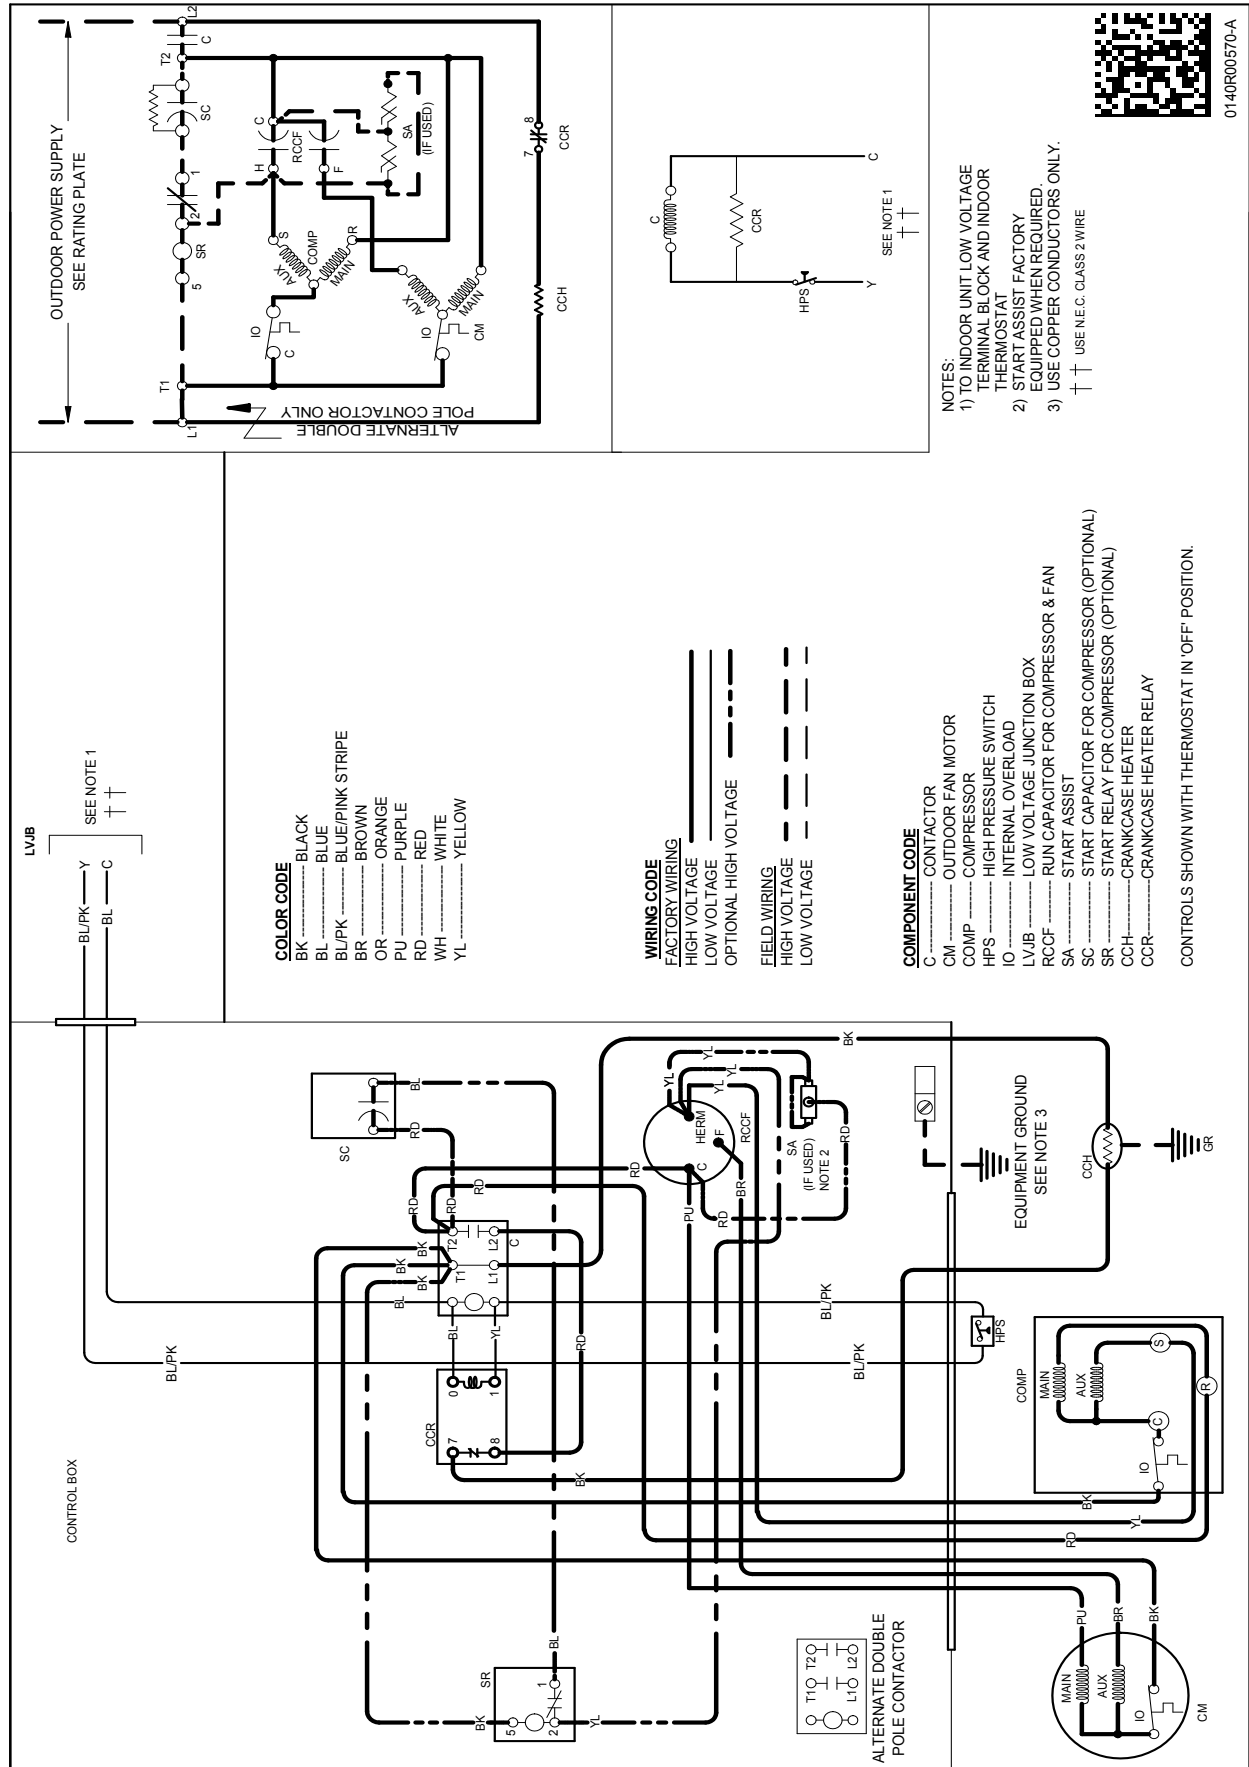 CONTROL BOX
BL/PK
BL/PK
BL/PK
BL/PK
Y
BL
C
LVJB
SEE NOTE 1
SR
5
1
2
BK
BL
YL
CCR
7
8
0
1
BL
YL
BL
T1
T2
L1
L2
C
BK
BK
BK
RD
RD
RD
RD
RD
RD
SC
RD
BL
HERM
F
C
RCCF
YL
YL
YL
YL
SA
(IF USED)
NOTE 2
RD
RD
PU
BR
BK
BK
BL/PK
HPS
ALTERNATE DOUBLE
POLE CONTACTOR
T1
T2
L1
L2
CM
MAIN
AUX
IO
PU
BR
BK
COMP
MAIN
AUX
IO
C
S
R
RD
YL
BK
EQUIPMENT GROUND
SEE NOTE 3
CCH
GR
COLOR CODE
BK ---------- BLACK
BL ---------- BLUE
BL/PK ---------- BLUE/PINK STRIPE
BR ---------- BROWN
OR ---------- ORANGE
PU ---------- PURPLE
RD ---------- RED
WH ---------- WHITE
YL ---------- YELLOW
WIRING CODE
FACTORY WIRING
HIGH VOLTAGE
LOW VOLTAGE
OPTIONAL HIGH VOLTAGE
FIELD WIRING
HIGH VOLTAGE
LOW VOLTAGE
COMPONENT CODE
C ---------- CONTACTOR
CM ---------- OUTDOOR FAN MOTOR
COMP ---------- COMPRESSOR
HPS ---------- HIGH PRESSURE SWITCH
IO ---------- INTERNAL OVERLOAD
LVJB ---------- LOW VOLTAGE JUNCTION BOX
RCCF ---------- RUN CAPACITOR FOR COMPRESSOR & FAN
SA ---------- START ASSIST
SC ---------- START CAPACITOR FOR COMPRESSOR (OPTIONAL)
SR ---------- START RELAY FOR COMPRESSOR (OPTIONAL)
CCH----------CRANKCASE HEATER
CCR----------CRANKCASE HEATER RELAY
CONTROLS SHOWN WITH THERMOSTAT IN 'OFF' POSITION.
OUTDOOR POWER SUPPLY
SEE RATING PLATE
L1
T1
5
SR
2
1
SC
T2
C
L2
ALTERNATE DOUBLE
POLE CONTACTOR ONLY
IO
C
AUX
COMP
MAIN
S
R
H
C
RCCF
F
SA
(IF USED)
IO
CM
AUX
MAIN
CCH
7
8
CCR
C
CCR
HPS
Y
C
SEE NOTE 1
NOTES:
1) TO INDOOR UNIT LOW VOLTAGE
TERMINAL BLOCK AND INDOOR
THERMOSTAT
2) START ASSIST FACTORY
EQUIPPED WHEN REQUIRED.
3) USE COPPER CONDUCTORS ONLY.
†† USE N.E.C. CLASS 2 WIRE
0140R00570-A